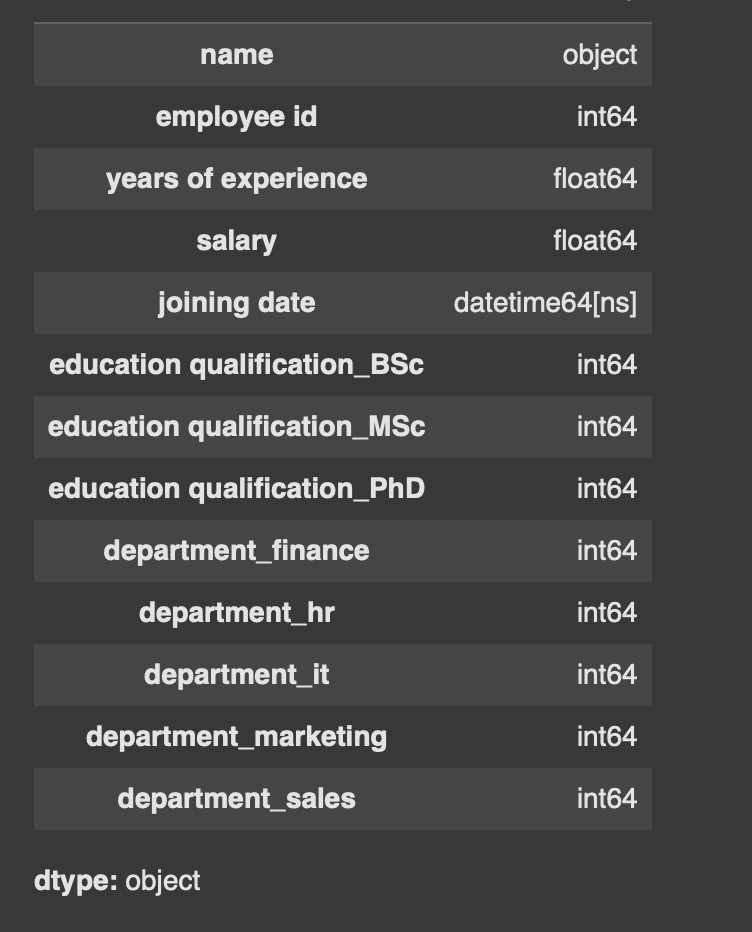 name object
employee id int64
years of experience float64
salary float64
joining date datetime64[ns]
education qualification_BSc int64
education qualification_MSc int64
education qualification_PhD int64
department_finance int64
department_hr int64
department_it int64
department_marketing int64
department_sales int64
dtype: object